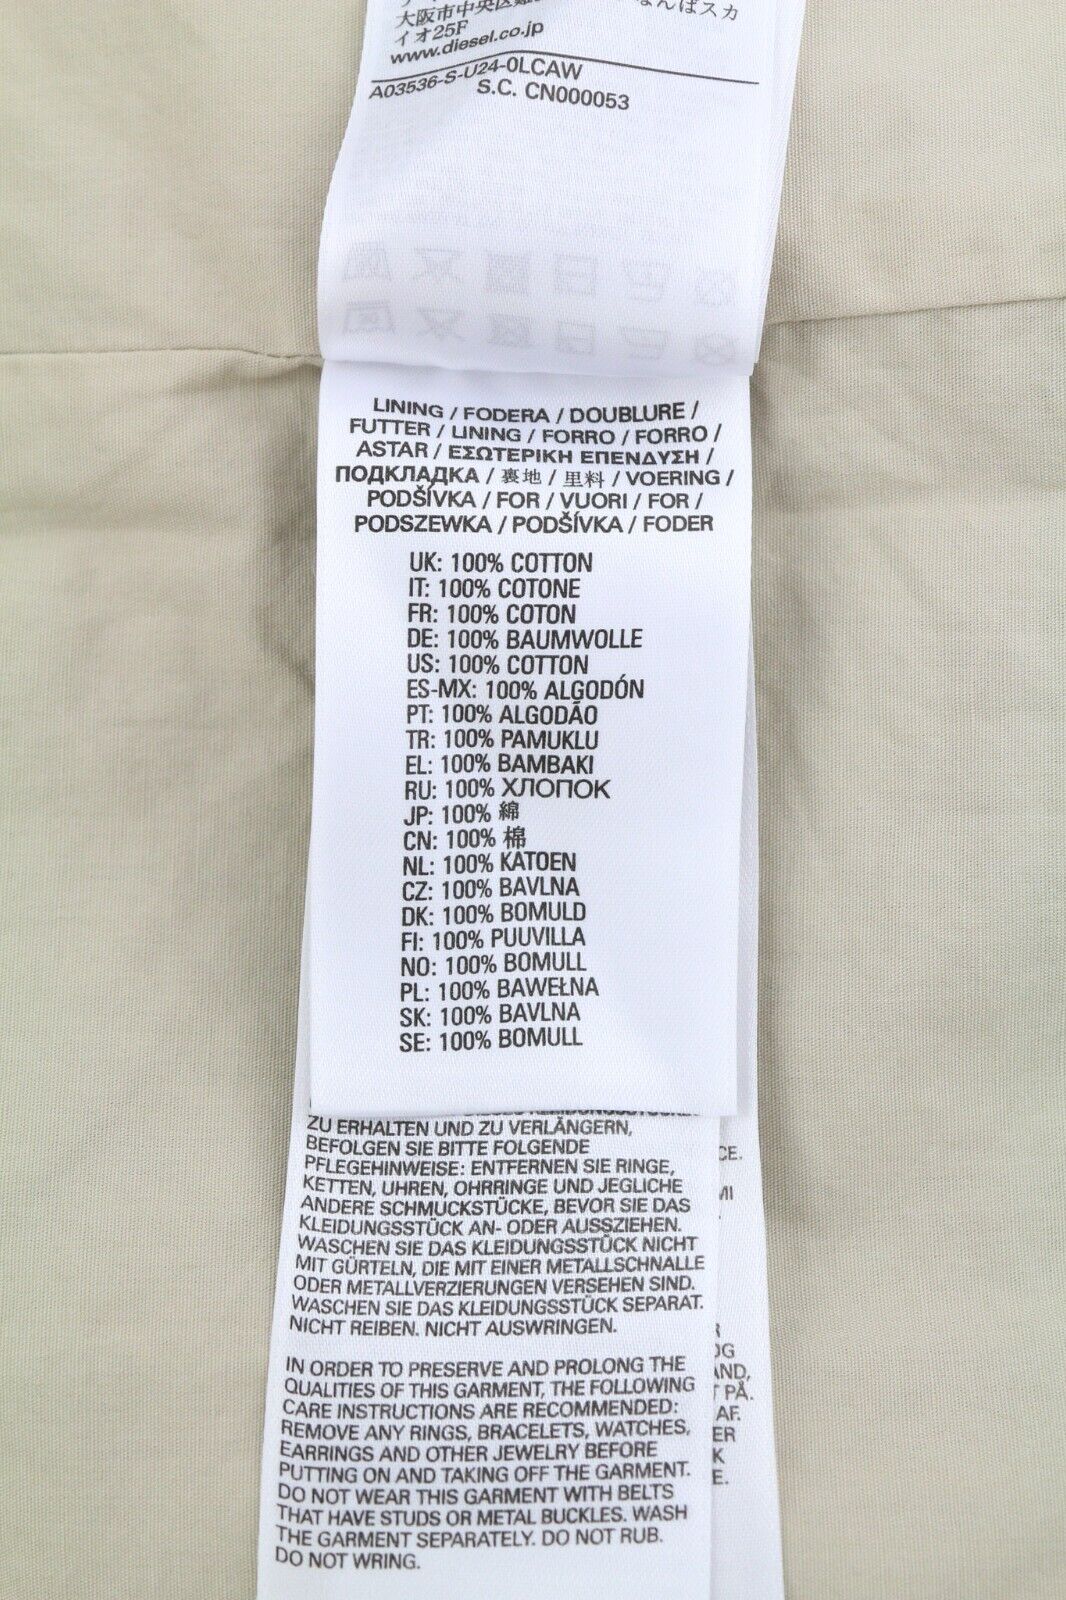 大阪市中央区難 なんばスカ
イオ25F
www.diesel.co.jp
A03536-S-U24-0LCAW
S.C. CN000053
LINING / FODERA / DOUBLURE /
FUTTER / LINING / FORRO / FORRO /
ASTAR / ΕΣΩΤΕΡΙΚΗ ΕΠΕΝΔΥΣΗ /
ПОДКЛАДКА / 裏地 / 里料 / VOERING /
PODŠÍVKA / FOR / VUORI / FOR /
PODSZEWKA / PODŠÍVKA / FODER
UK: 100% COTTON
IT: 100% COTONE
FR: 100% COTON
DE: 100% BAUMWOLLE
US: 100% COTTON
ES-MX: 100% ALGODÓN
PT: 100% ALGODÃO
TR: 100% PAMUKLU
EL: 100% ΒΑΜΒΑΚΙ
RU: 100% ХЛОПОК
JP: 100% 綿
CN: 100% 棉
NL: 100% KATOEN
CZ: 100% BAVLNA
DK: 100% BOMULD
FI: 100% PUUVILLA
NO: 100% BOMULL
PL: 100% BAWEŁNA
SK: 100% BAVLNA
SE: 100% BOMULL
ZU ERHALTEN UND ZU VERLÄNGERN,
BEFOLGEN SIE BITTE FOLGENDE
PFLEGEHINWEISE: ENTFERNEN SIE RINGE,
KETTEN, UHREN, OHRRINGE UND JEGLICHE
ANDERE SCHMUCKSTÜCKE, BEVOR SIE DAS
KLEIDUNGSSTÜCK AN- ODER AUSSZIEHEN.
WASCHEN SIE DAS KLEIDUNGSSTÜCK NICHT
MIT GÜRTELN, DIE MIT EINER METALLSCHNALLE
ODER METALLVERZIERUNGEN VERSEHEN SIND.
WASCHEN SIE DAS KLEIDUNGSSTÜCK SEPARAT.
NICHT REIBEN. NICHT AUSWRINGEN.
IN ORDER TO PRESERVE AND PROLONG THE
QUALITIES OF THIS GARMENT, THE FOLLOWING
CARE INSTRUCTIONS ARE RECOMMENDED:
REMOVE ANY RINGS, BRACELETS, WATCHES,
EARRINGS AND OTHER JEWELRY BEFORE
PUTTING ON AND TAKING OFF THE GARMENT.
DO NOT WEAR THIS GARMENT WITH BELTS
THAT HAVE STUDS OR METAL BUCKLES. WASH
THE GARMENT SEPARATELY. DO NOT RUB.
DO NOT WRING.